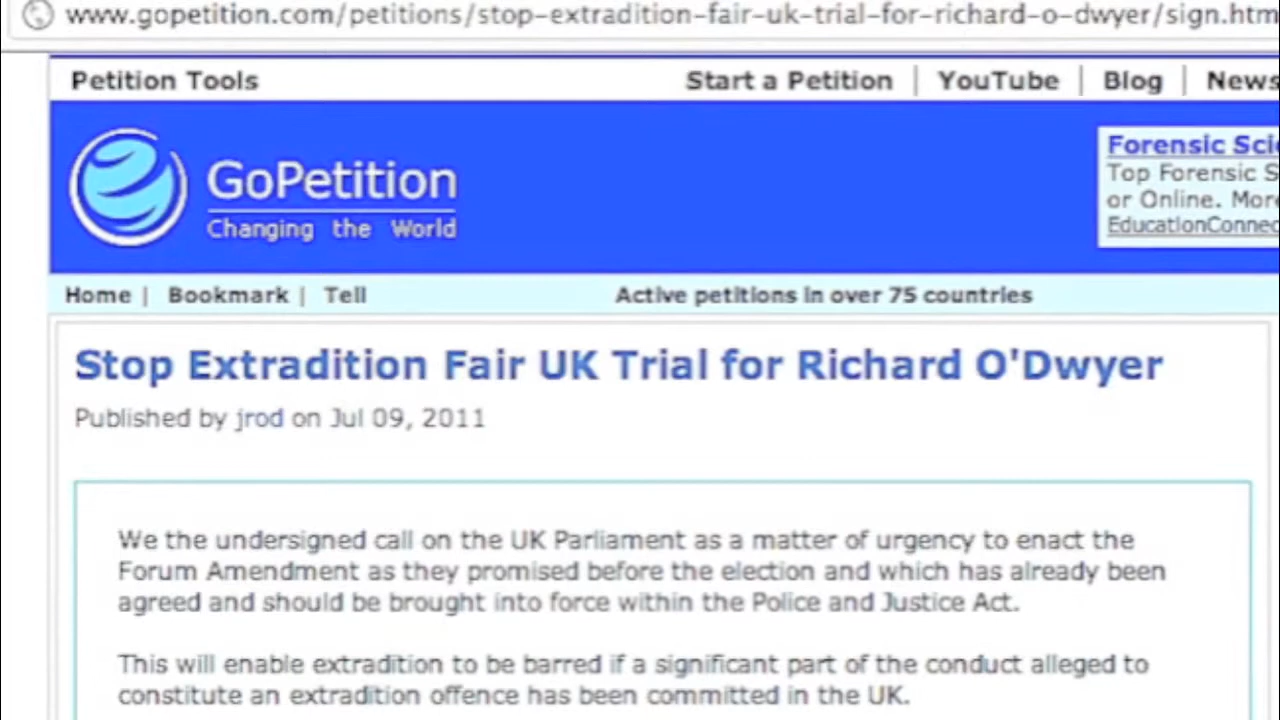 www.gopetition.com/petitions/stop-extradition-fair-uk-trial-for-richard-o-dwyer/sign.htm
Petition Tools Start a Petition | YouTube | Blog | News
GoPetition
Changing the World
Forensic Sci
Top Forensic S
or Online. More
EducationConnec
Home | Bookmark | Tell Active petitions in over 75 countries
Stop Extradition Fair UK Trial for Richard O'Dwyer
Published by jrod on Jul 09, 2011
We the undersigned call on the UK Parliament as a matter of urgency to enact the
Forum Amendment as they promised before the election and which has already been
agreed and should be brought into force within the Police and Justice Act.
This will enable extradition to be barred if a significant part of the conduct alleged to
constitute an extradition offence has been committed in the UK.